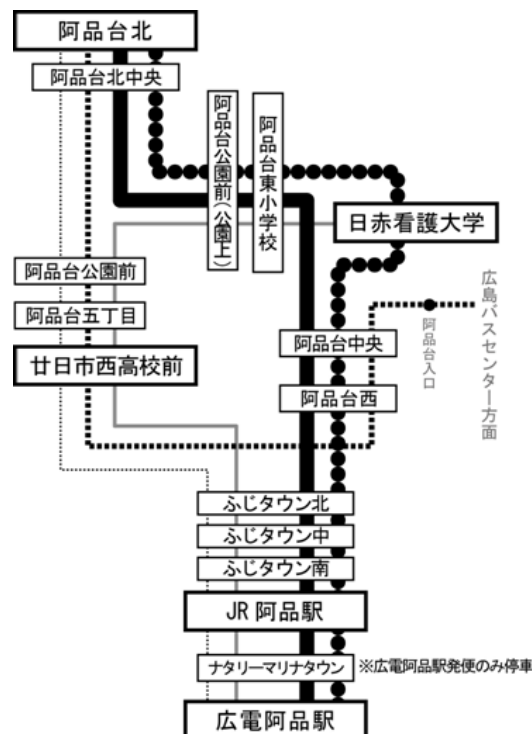 阿品台北
阿品台北中央
阿品台公園前(公園上)
阿品台東小学校
日赤看護大学
阿品台公園前
阿品台五丁目
廿日市西高校前
阿品台中央
阿品台西
阿品台入口
広島バスセンター方面
ふじタウン北
ふじタウン中
ふじタウン南
JR阿品駅
ナタリーマリナタウン ※広電阿品駅発便のみ停車
広電阿品駅